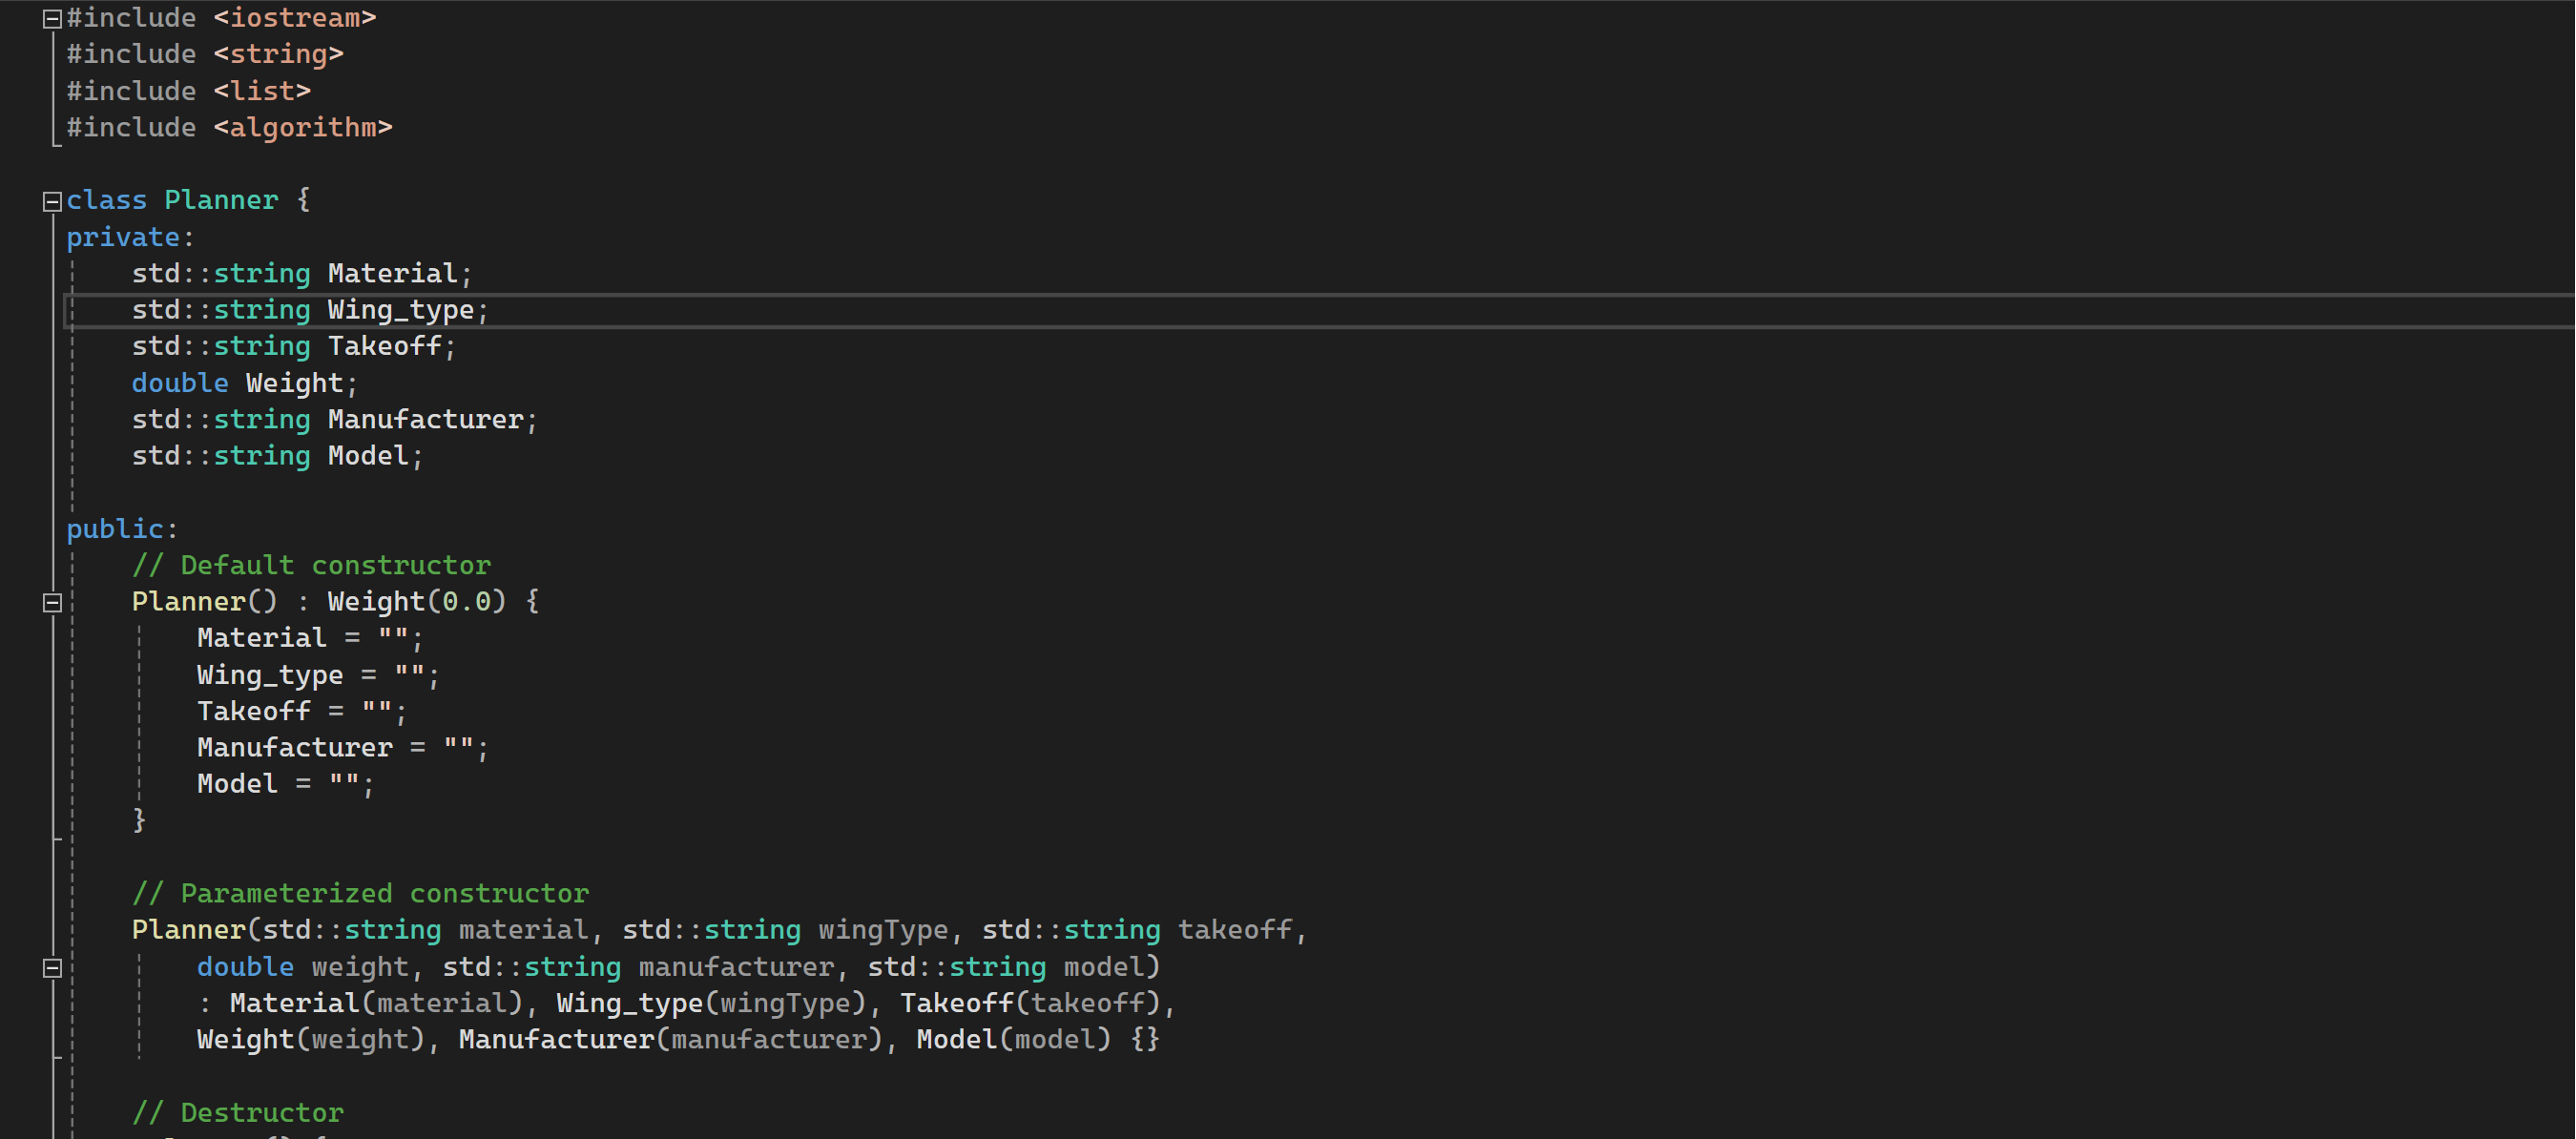 #include <iostream>
#include <string>
#include <list>
#include <algorithm>
class Planner {
private:
    std::string Material;
    std::string Wing_type;
    std::string Takeoff;
    double Weight;
    std::string Manufacturer;
    std::string Model;
public:
    // Default constructor
    Planner() : Weight(0.0) {
        Material = "";
        Wing_type = "";
        Takeoff = "";
        Manufacturer = "";
        Model = "";
    }
    // Parameterized constructor
    Planner(std::string material, std::string wingType, std::string takeoff,
        double weight, std::string manufacturer, std::string model)
        : Material(material), Wing_type(wingType), Takeoff(takeoff),
        Weight(weight), Manufacturer(manufacturer), Model(model) {}
    // Destructor